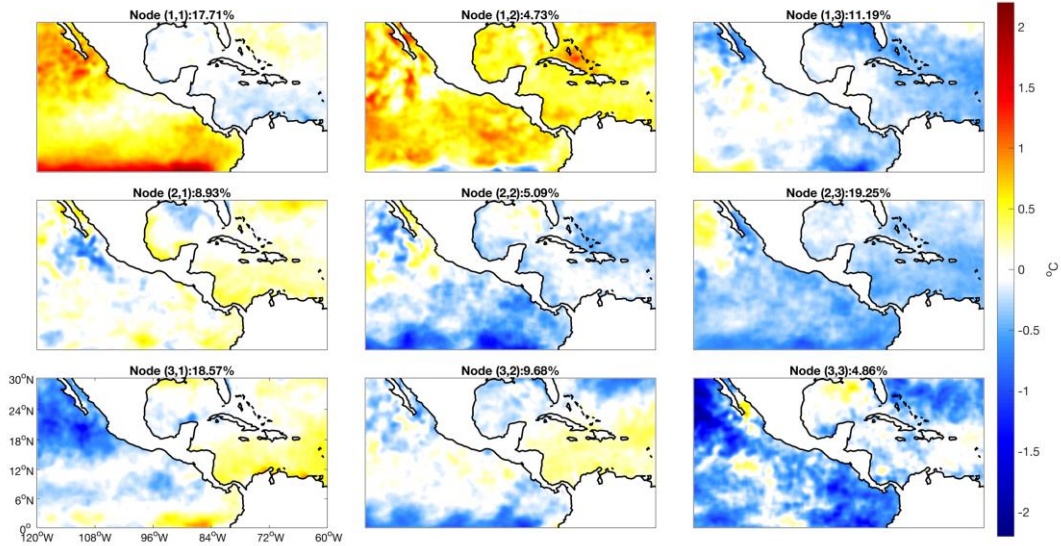 Node (1,1):17.71%
Node (1,2):4.73%
Node (1,3):11.19%
Node (2,1):8.93%
Node (2,2):5.09%
Node (2,3):19.25%
Node (3,1):18.57%
Node (3,2):9.68%
Node (3,3):4.86%
30°N
24°N
18°N
12°N
6°N
0°
120°W 108°W 96°W 84°W 72°W 60°W
2
1.5
1
0.5
0
-0.5
-1
-1.5
-2
°C